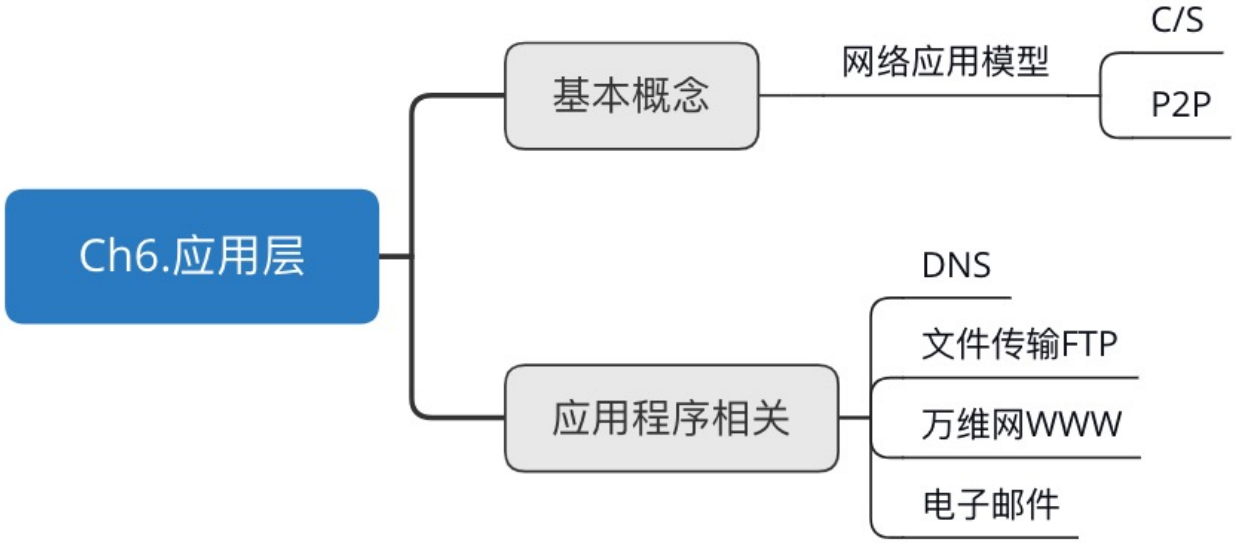 Ch6.应用层
基本概念
网络应用模型
C/S
P2P
应用程序相关
DNS
文件传输FTP
万维网WWW
电子邮件